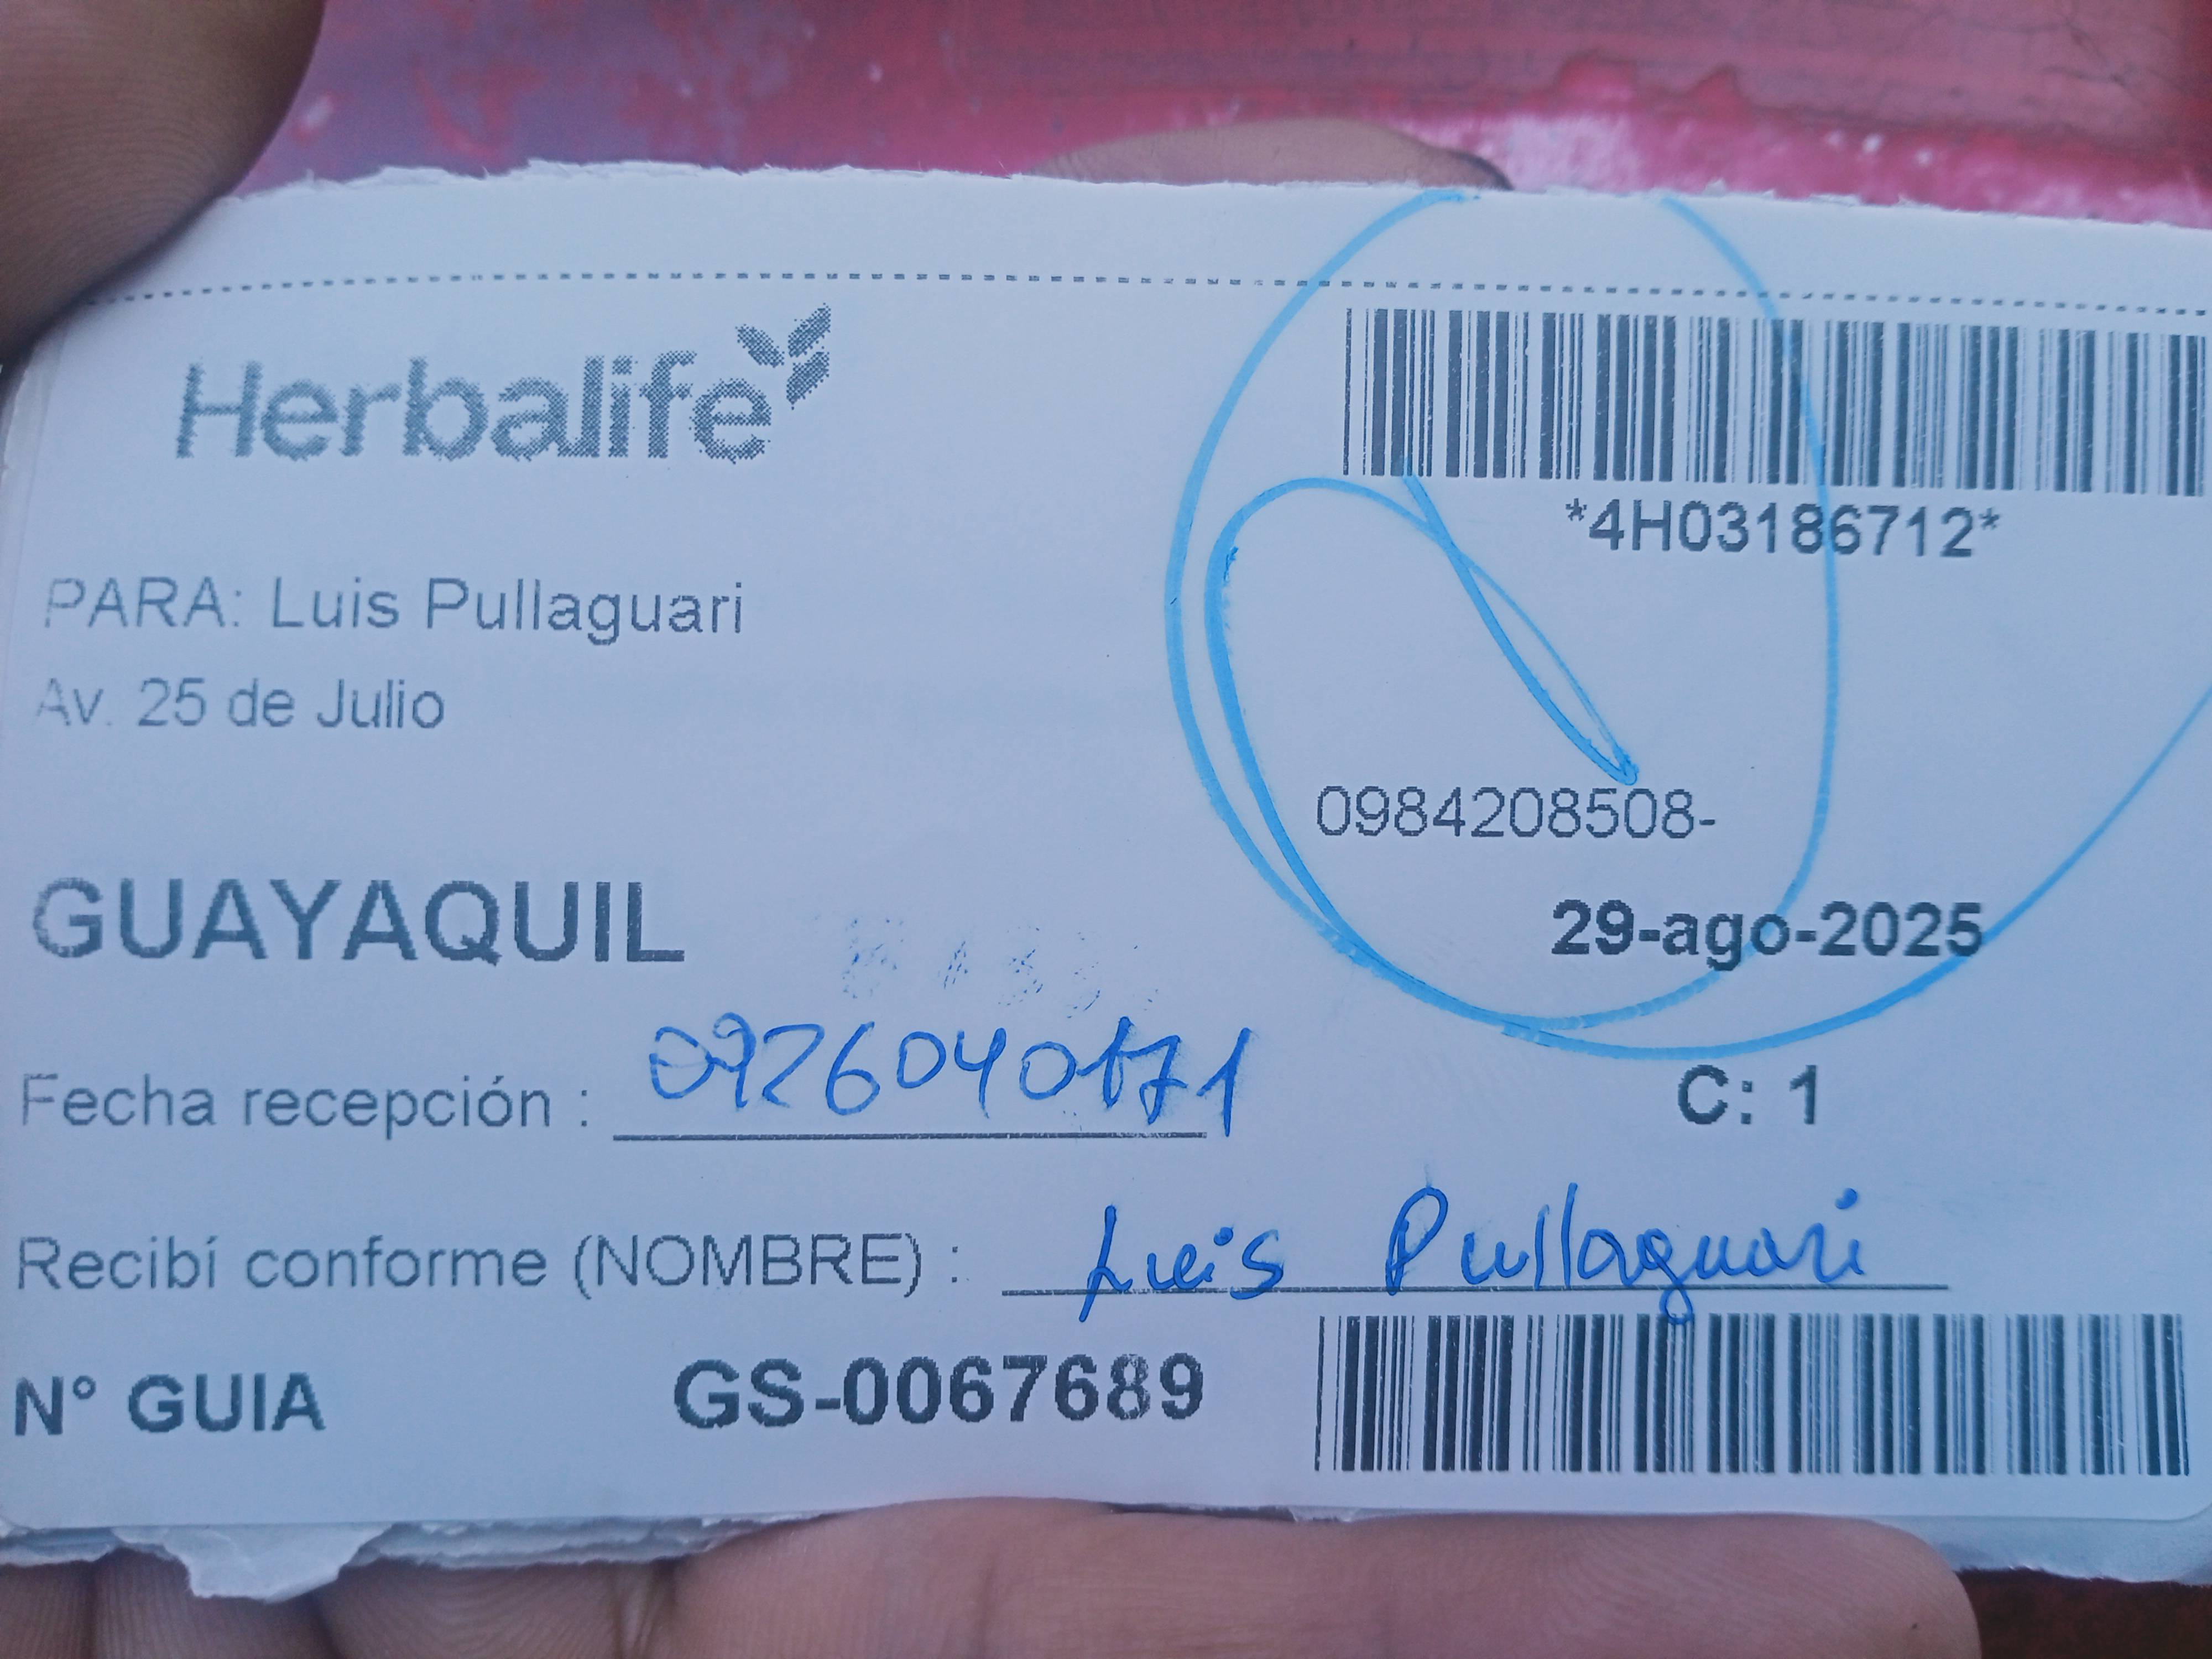 Herbalife
*4H03186712*
PARA: Luis Pullaguari
Av. 25 de Julio
0984208508-
GUAYAQUIL
29-ago-2025
Fecha recepción : 0926040171
C: 1
Recibí conforme (NOMBRE) : Luis Pullaguari
N° GUIA GS-0067689